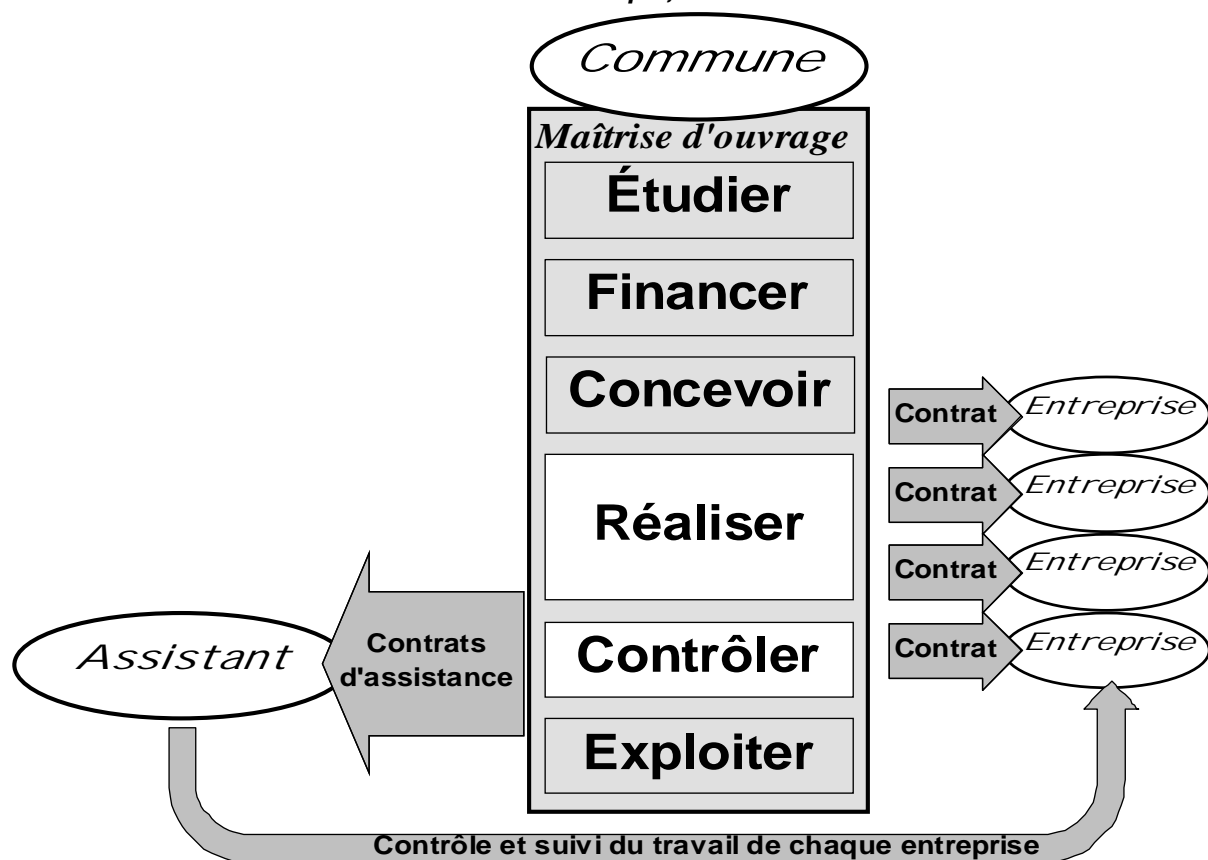 Commune
Maîtrise d'ouvrage
Étudier
Financer
Concevoir
Réaliser
Contrôler
Exploiter
Contrat
Entreprise
Contrat
Entreprise
Contrat
Entreprise
Contrat
Entreprise
Assistant
Contrats
d'assistance
Contrôle et suivi du travail de chaque entreprise